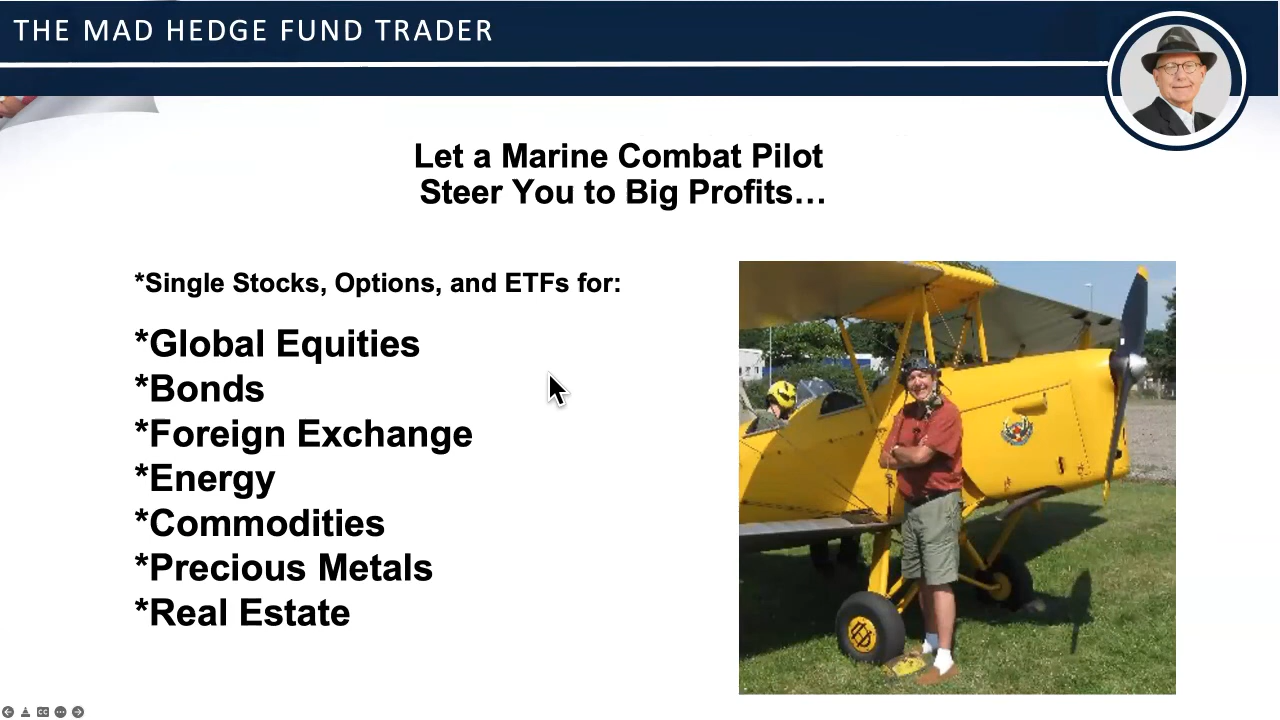 THE MAD HEDGE FUND TRADER
Let a Marine Combat Pilot
Steer You to Big Profits…
*Single Stocks, Options, and ETFs for:
*Global Equities
*Bonds
*Foreign Exchange
*Energy
*Commodities
*Precious Metals
*Real Estate
CC